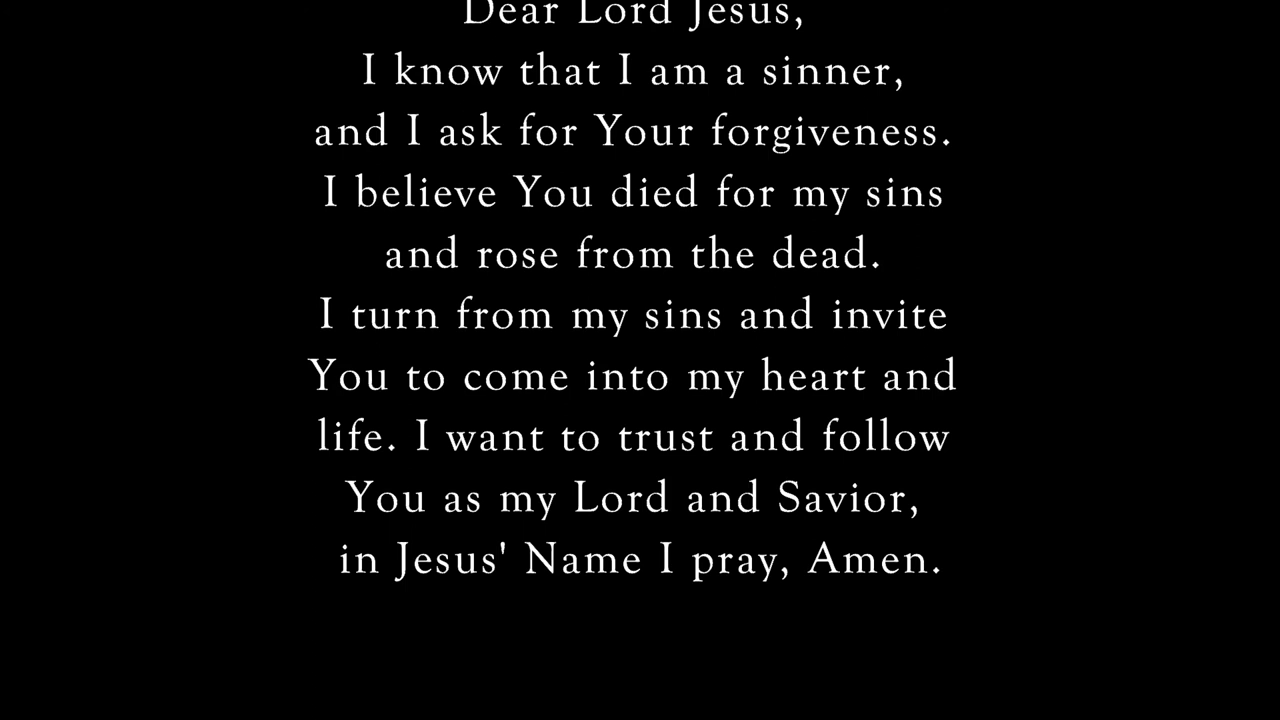 Dear Lord Jesus,
I know that I am a sinner,
and I ask for Your forgiveness.
I believe You died for my sins
and rose from the dead.
I turn from my sins and invite
You to come into my heart and
life. I want to trust and follow
You as my Lord and Savior,
in Jesus' Name I pray, Amen.